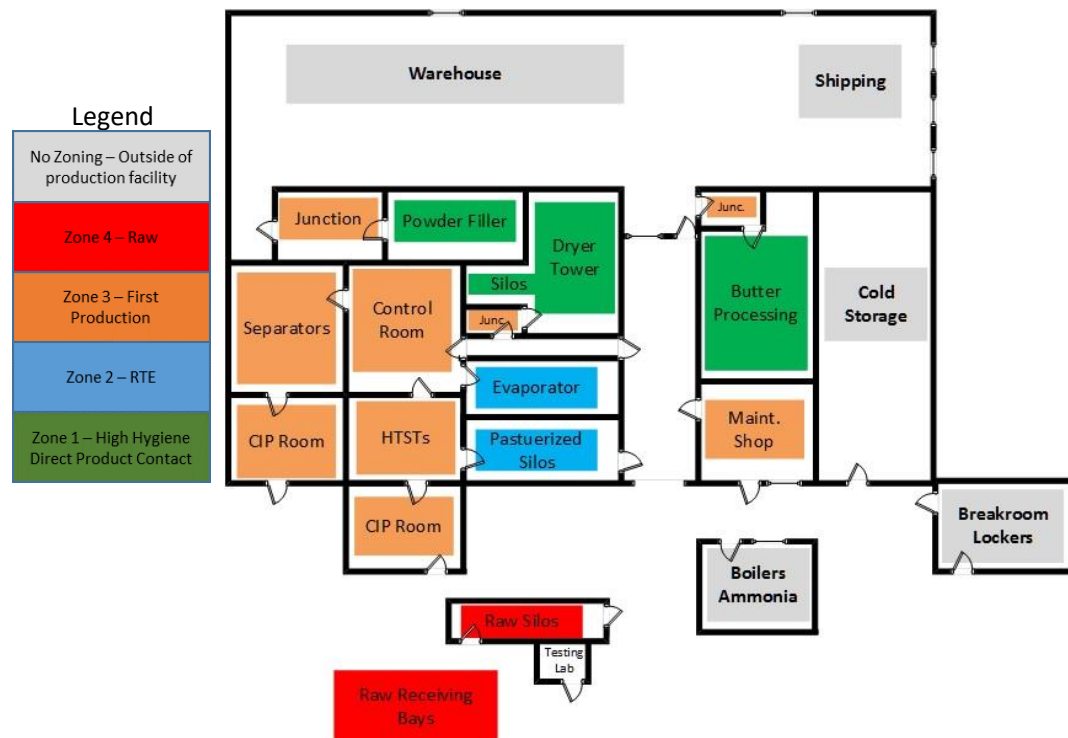 Legend
No Zoning – Outside of
production facility
Zone 4 – Raw
Zone 3 – First
Production
Zone 2 – RTE
Zone 1 – High Hygiene
Direct Product Contact
Warehouse
Shipping
Junction
Powder Filler
Dryer
Tower
Silos
Junc.
Junc.
Separators
Control
Room
Butter
Processing
Cold
Storage
Evaporator
CIP Room
HTSTs
Pastuerized
Silos
Maint.
Shop
CIP Room
Breakroom
Lockers
Boilers
Ammonia
Raw Silos
Testing
Lab
Raw Receiving
Bays